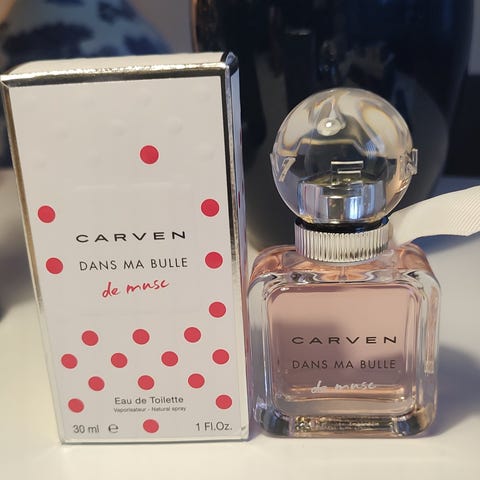 CARVEN
DANS MA BULLE
de musc
Eau de Toilette
Vaporisateur - Natural spray
30 ml e 1 Fl.Oz.
CARVEN
DANS MA BULLE
de musc